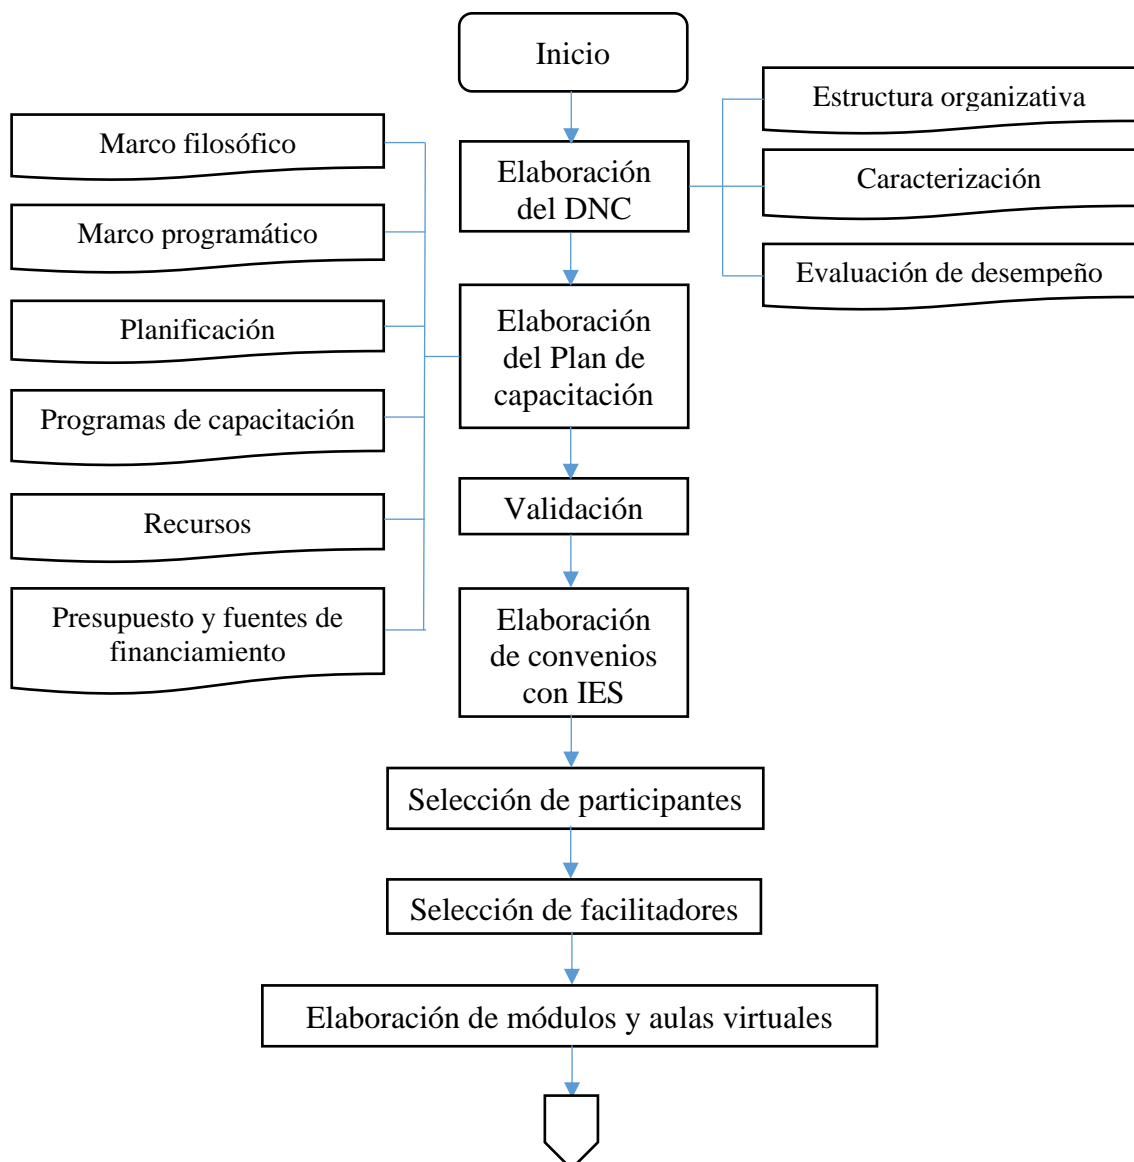 Inicio
Estructura organizativa
Marco filosófico
Elaboración
del DNC
Caracterización
Marco programático
Evaluación de desempeño
Elaboración
del Plan de
capacitación
Planificación
Programas de capacitación
Validación
Recursos
Presupuesto y fuentes de
financiamiento
Elaboración
de convenios
con IES
Selección de participantes
Selección de facilitadores
Elaboración de módulos y aulas virtuales